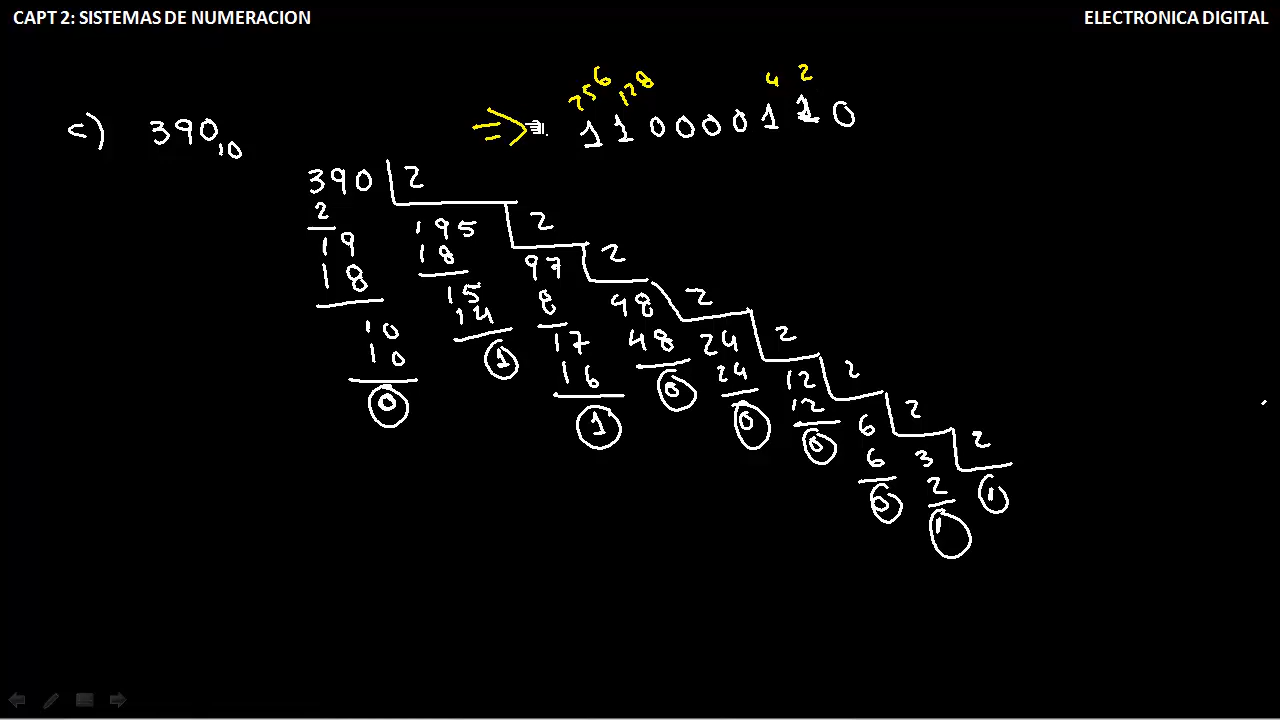 CAPT 2: SISTEMAS DE NUMERACION
ELECTRONICA DIGITAL
256 128 4 2
c) 390₁₀ ⇒ 110000110
390 2
2 195 2
19 18 97 2
18 15 8 98 2
10 14 17 48 24 2
10 1 16 0 24 12 2
0 1 0 12 6 2
0 6 3 2
0 2 1
1